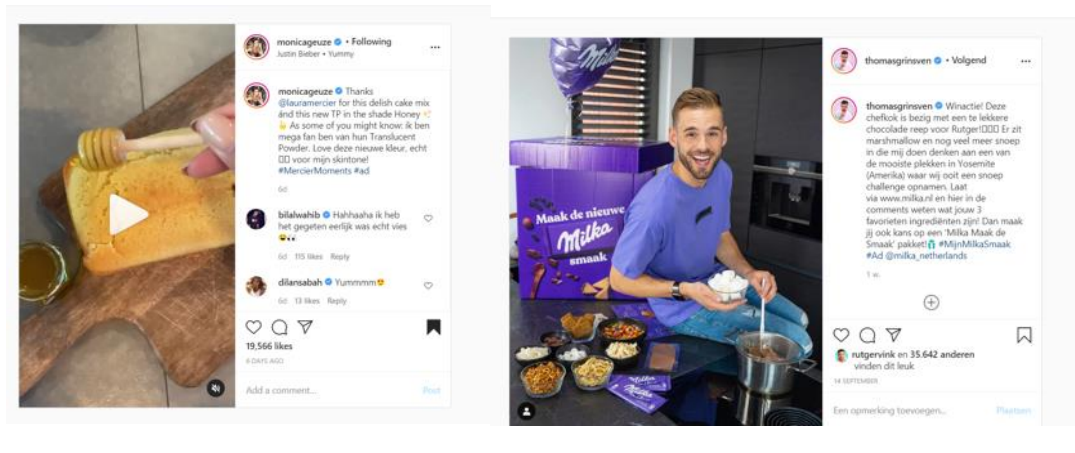 monicageuze • Following
Justin Bieber • Yummy
monicageuze Thanks
@lauramercier for this delish cake mix
ánd this new TP in the shade Honey
As some of you might know: ik ben
mega fan ben van hun Translucent
Powder. Love deze nieuwe kleur, echt
voor mijn skintone!
#MercierMoments #ad
6d
bilalwahib Hahhaaha ik heb
het gegeten eerlijk was echt vies
6d 115 likes Reply
dilansabah Yummmm
6d 13 likes Reply
19,566 likes
6 DAYS AGO
Add a comment...
Post
Milka
Maak de nieuwe
Milka
smaak
thomasgrinsven • Volgend
thomasgrinsven Winactie! Deze
chefkok is bezig met een te lekkere
chocolade reep voor Rutger! Er zit
marshmallow en nog veel meer snoep
in die mij doen denken aan een van
de mooiste plekken in Yosemite
(Amerika) waar wij ooit een snoep
challenge opnamen. Laat
via www.milka.nl en hier in de
comments weten wat jouw 3
favorieten ingrediënten zijn! Dan maak
jij ook kans op een 'Milka Maak de
Smaak' pakket! #MijnMilkaSmaak
#Ad @milka_netherlands
1 w.
rutgervink en 35.642 anderen
vinden dit leuk
14 SEPTEMBER
Een opmerking toevoegen...
Plaatsen